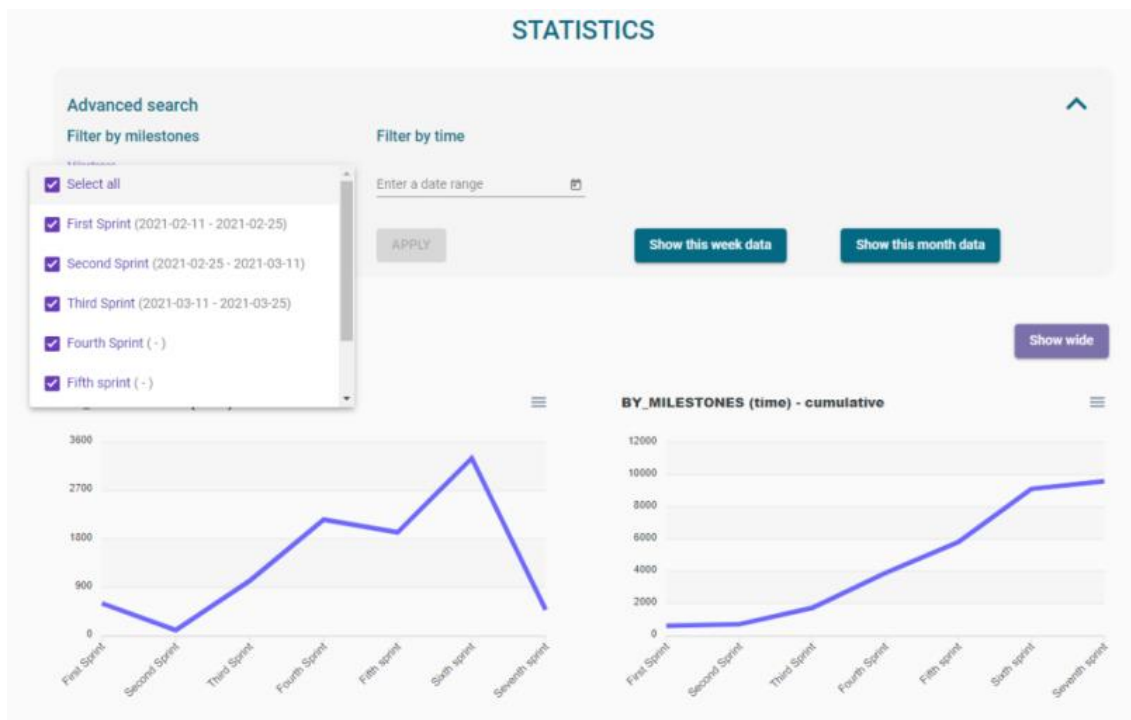 STATISTICS
Advanced search
Filter by milestones
Filter by time
Select all
Enter a date range
First Sprint (2021-02-11 - 2021-02-25)
APPLY
Show this week data
Show this month data
Second Sprint (2021-02-25 - 2021-03-11)
Third Sprint (2021-03-11 - 2021-03-25)
Fourth Sprint ( - )
Show wide
Fifth sprint ( - )
BY_MILESTONES (time) - cumulative
3600
2700
1800
900
0
First Sprint
Second Sprint
Third Sprint
Fourth Sprint
Fifth sprint
Sixth sprint
Seventh sprint
12000
10000
8000
6000
4000
2000
0
First Sprint
Second Sprint
Third Sprint
Fourth Sprint
Fifth sprint
Sixth sprint
Seventh sprint